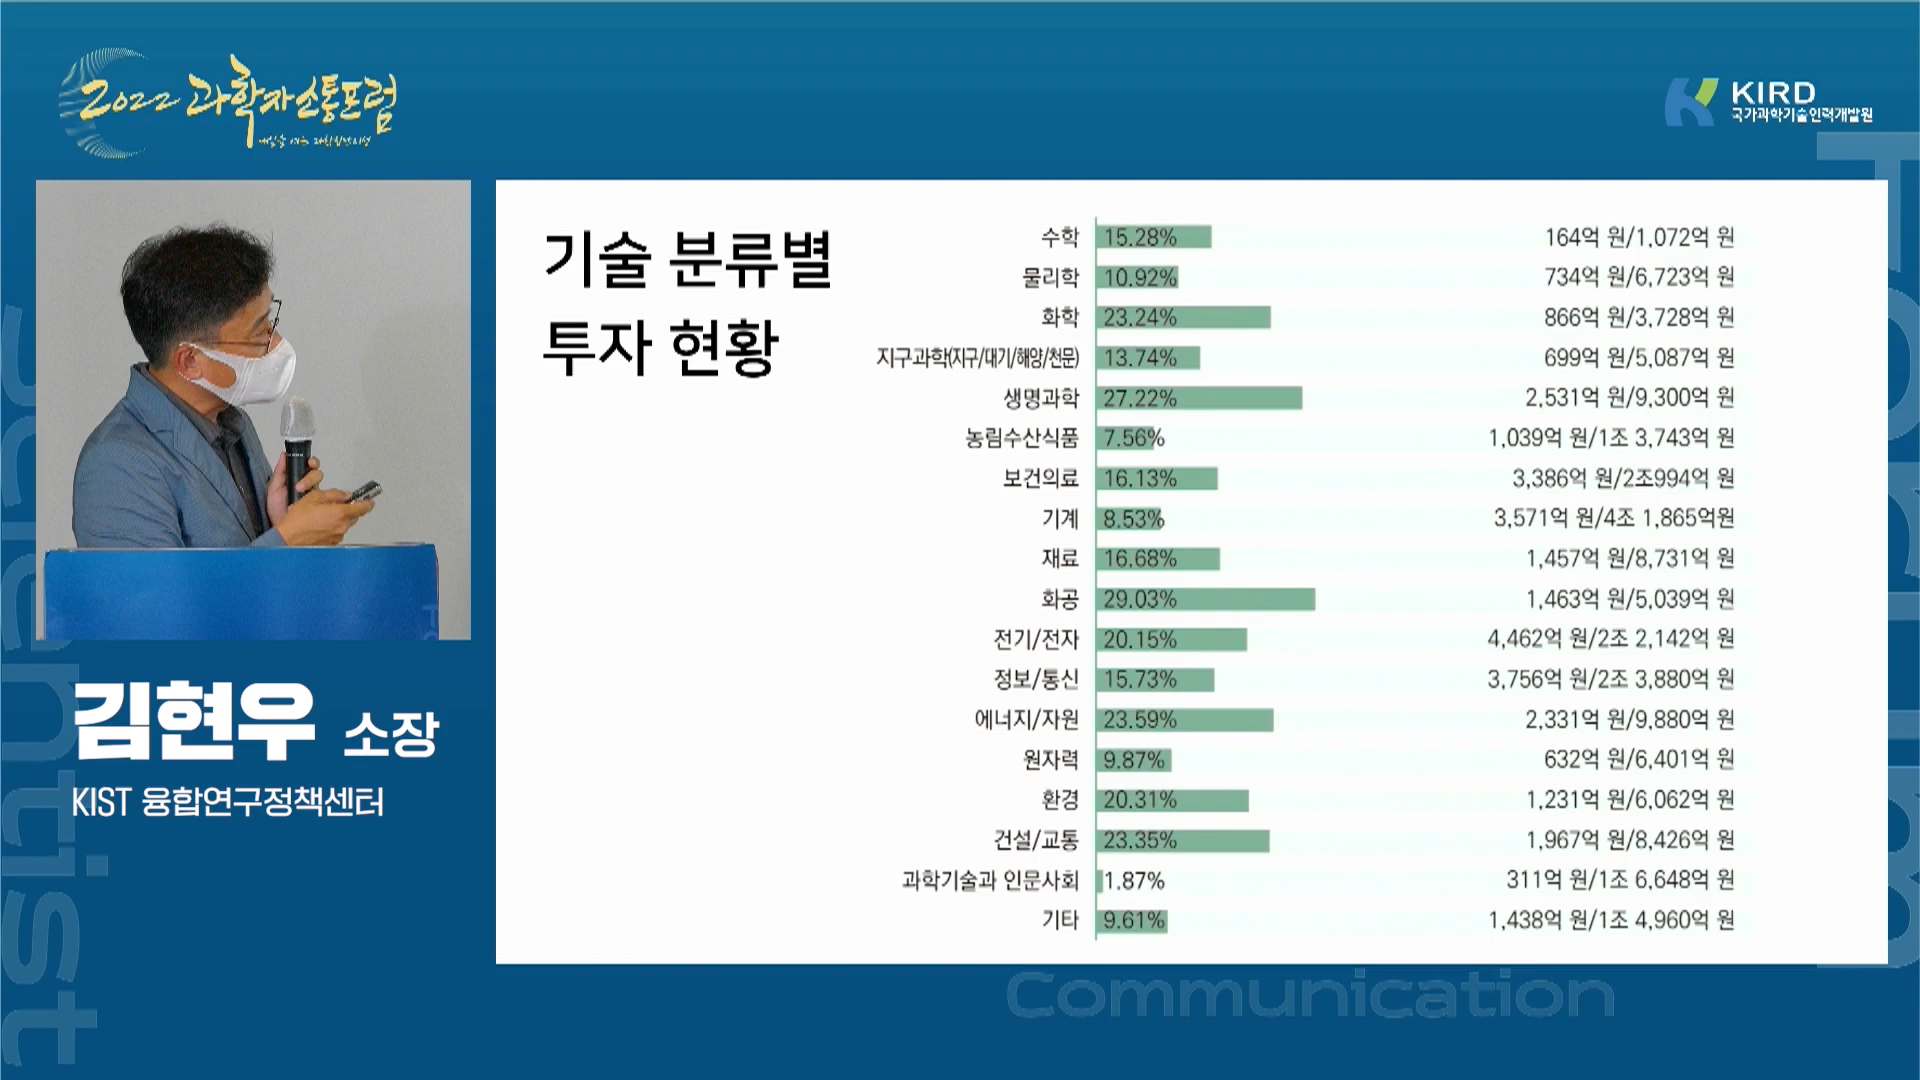 2022 과학자소통포럼
KIRD
국가과학기술인력개발원
기술 분류별
투자 현황
수학 15.28% 164억 원/1,072억 원
물리학 10.92% 734억 원/6,723억 원
화학 23.24% 866억 원/3,728억 원
지구과학(지구/대기/해양/천문) 13.74% 699억 원/5,087억 원
생명과학 27.22% 2,531억 원/9,300억 원
농림수산식품 7.56% 1,039억 원/1조 3,743억 원
보건의료 16.13% 3,386억 원/2조994억 원
기계 8.53% 3,571억 원/4조 1,865억원
재료 16.68% 1,457억 원/8,731억 원
화공 29.03% 1,463억 원/5,039억 원
전기/전자 20.15% 4,462억 원/2조 2,142억 원
정보/통신 15.73% 3,756억 원/2조 3,880억 원
에너지/자원 23.59% 2,331억 원/9,880억 원
원자력 9.87% 632억 원/6,401억 원
환경 20.31% 1,231억 원/6,062억 원
건설/교통 23.35% 1,967억 원/8,426억 원
과학기술과 인문사회 1.87% 311억 원/1조 6,648억 원
기타 9.61% 1,438억 원/1조 4,960억 원
김현우 소장
KIST 융합연구정책센터
Scientist
Communication